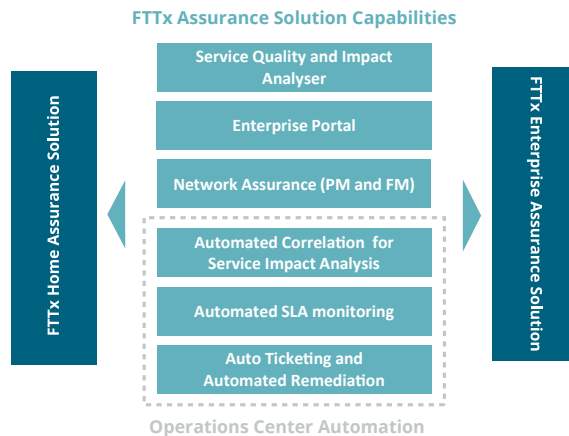 FTTx Assurance Solution Capabilities
FTTx Home Assurance Solution
Service Quality and Impact
Analyser
Enterprise Portal
Network Assurance (PM and FM)
Automated Correlation for
Service Impact Analysis
Automated SLA monitoring
Auto Ticketing and
Automated Remediation
Operations Center Automation
FTTx Enterprise Assurance Solution